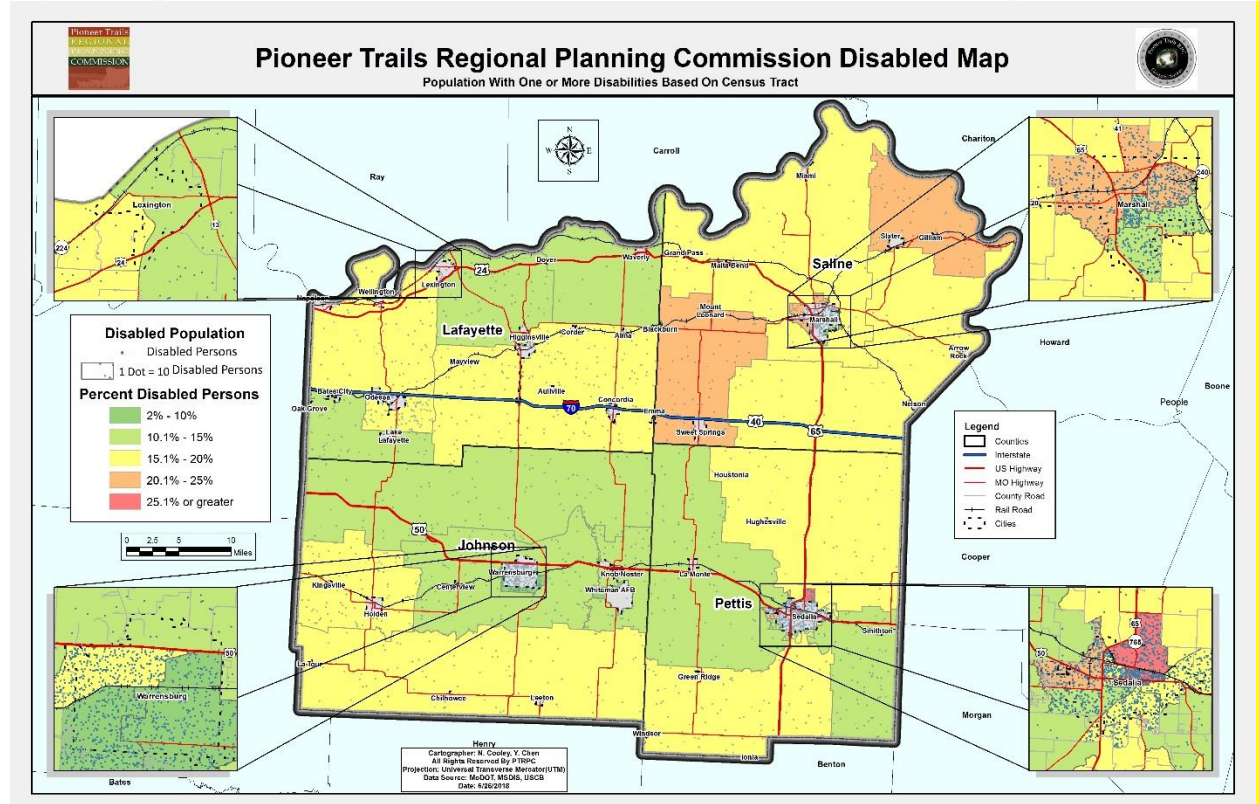 Pioneer Trails
REGIONAL
PLANNING
COMMISSION
Pioneer Trails Regional Planning Commission Disabled Map
Population With One or More Disabilities Based On Census Tract
Pioneer Trails RPC
N
W E
S
Carroll
Chariton
Ray
Lexington
224
24
13
41
65
240
20
Marshall
Miami
Slater
Gilliam
Grand Pass
Waverly
Dover
Malta Bend
Saline
24
Lexington
Wellington
Napoleon
Mount
Leonard
Marshall
Lafayette
Higginsville
Corder
Alma
Blackburn
Howard
Arrow
Rock
Mayview
Boone
People
Bates City
Odessa
Aullville
Concordia
Emma
Nelson
Oak Grove
70
40
65
Sweet Springs
Lake
Lafayette
Houstonia
Hughesville
50
Johnson
Cooper
Warrensburg
Centerview
Knob Noster
La Monte
Whiteman AFB
Kingsville
Holden
Pettis
Sedalia
Smithton
La Tour
Green Ridge
Chilhowee
Leeton
Windsor
Ionia
Morgan
Henry
Benton
Bates
Disabled Population
Disabled Persons
1 Dot = 10 Disabled Persons
Percent Disabled Persons
2% - 10%
10.1% - 15%
15.1% - 20%
20.1% - 25%
25.1% or greater
0 2.5 5 10
Miles
Legend
Counties
Interstate
US Highway
MO Highway
County Road
Rail Road
Cities
50
Warrensburg
65
50
765
Sedalia
Cartographer: N. Cooley, Y. Chen
All Rights Reserved By PTRPC
Projection: Universal Transverse Mercator(UTM)
Data Source: MoDOT, MSDIS, USCB
Date: 6/26/2018